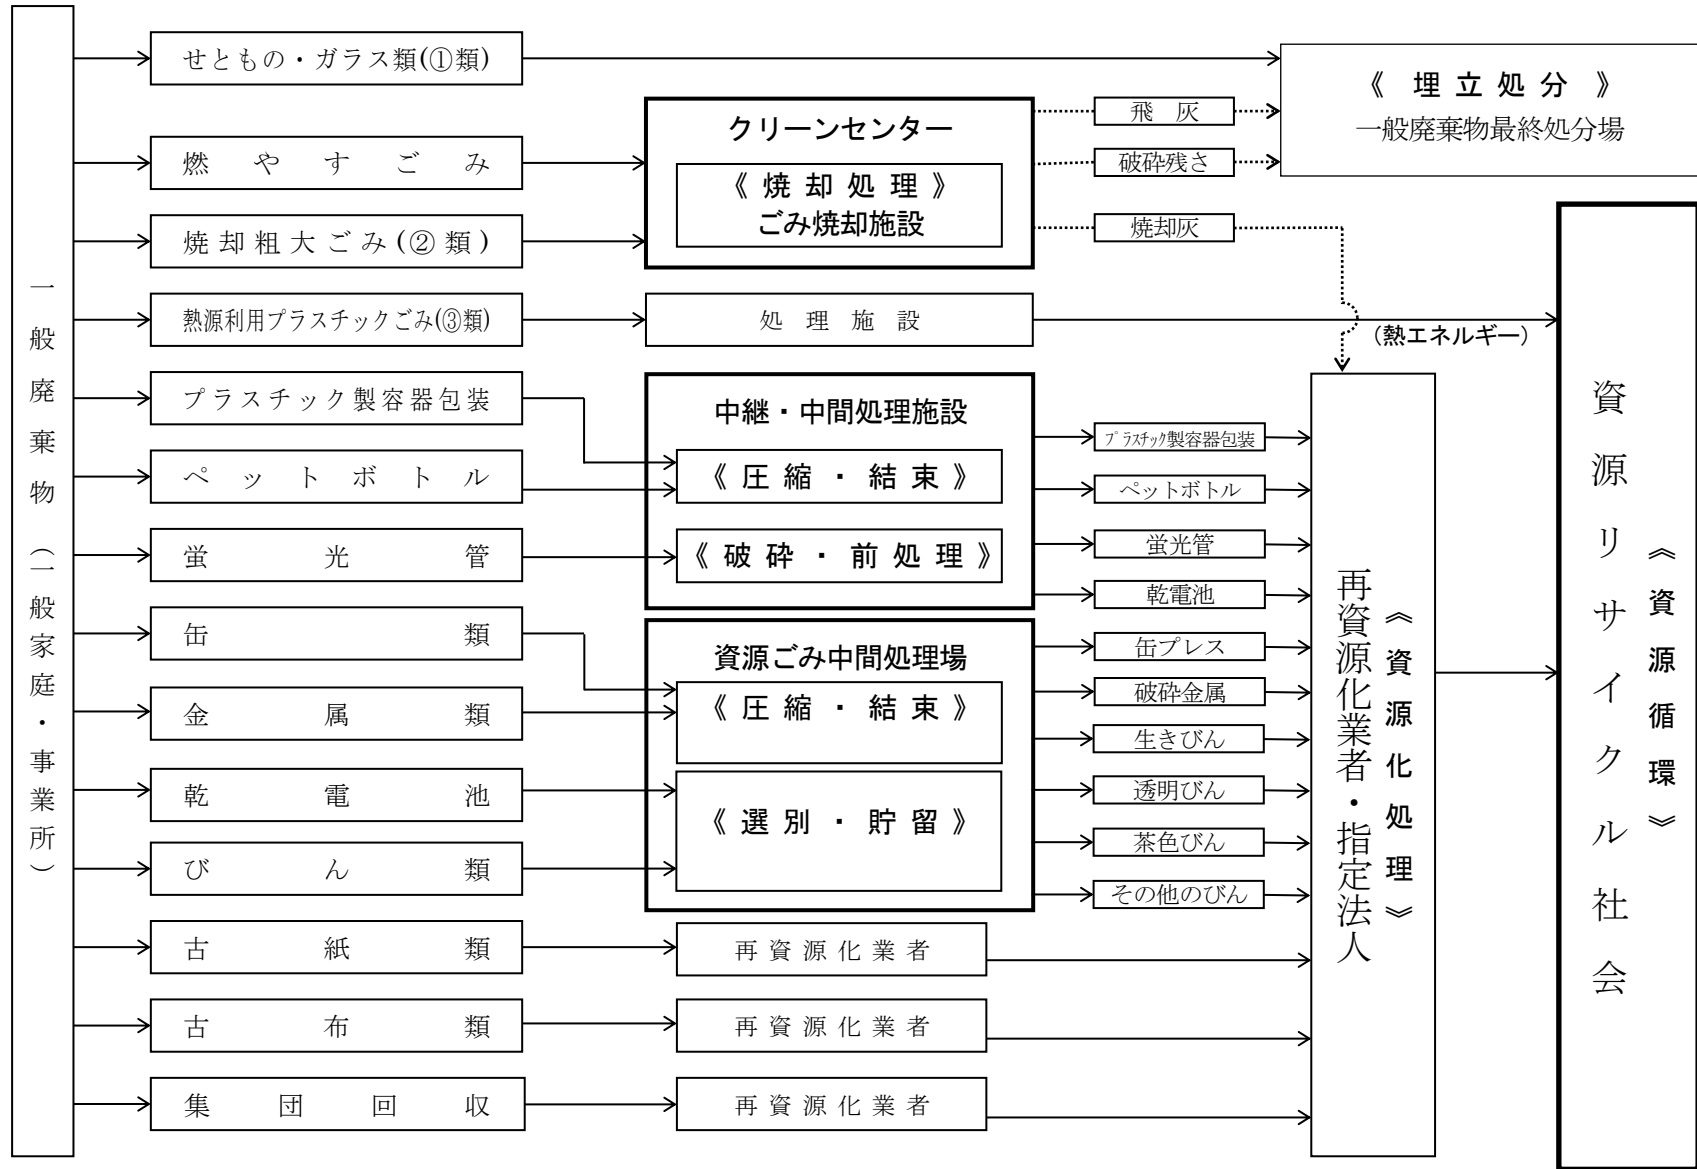 一般廃棄物（一般家庭・事業所）
せともの・ガラス類(①類)
燃やすごみ
焼却粗大ごみ(②類)
熱源利用プラスチックごみ(③類)
プラスチック製容器包装
ペットボトル
蛍光管
缶類
金属類
乾電池
びん類
古紙類
古布類
集団回収
クリーンセンター
《焼却処理》
ごみ焼却施設
処理施設
中継・中間処理施設
《圧縮・結束》
《破砕・前処理》
資源ごみ中間処理場
《圧縮・結束》
《選別・貯留》
再資源化業者
再資源化業者
再資源化業者
飛灰
破砕残さ
焼却灰
プラスチック製容器包装
ペットボトル
蛍光管
乾電池
缶プレス
破砕金属
生きびん
透明びん
茶色びん
その他のびん
《埋立処分》
一般廃棄物最終処分場
(熱エネルギー)
《資源化処理》
再資源化業者・指定法人
《資源循環》
資源リサイクル社会